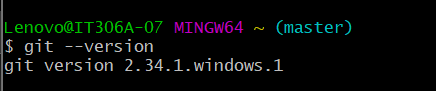 Lenovo@IT306A-07 MINGW64 ~ (master)
$ git --version
git version 2.34.1.windows.1